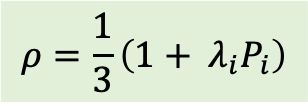 ρ = 1/3 (1 + λᵢPᵢ)